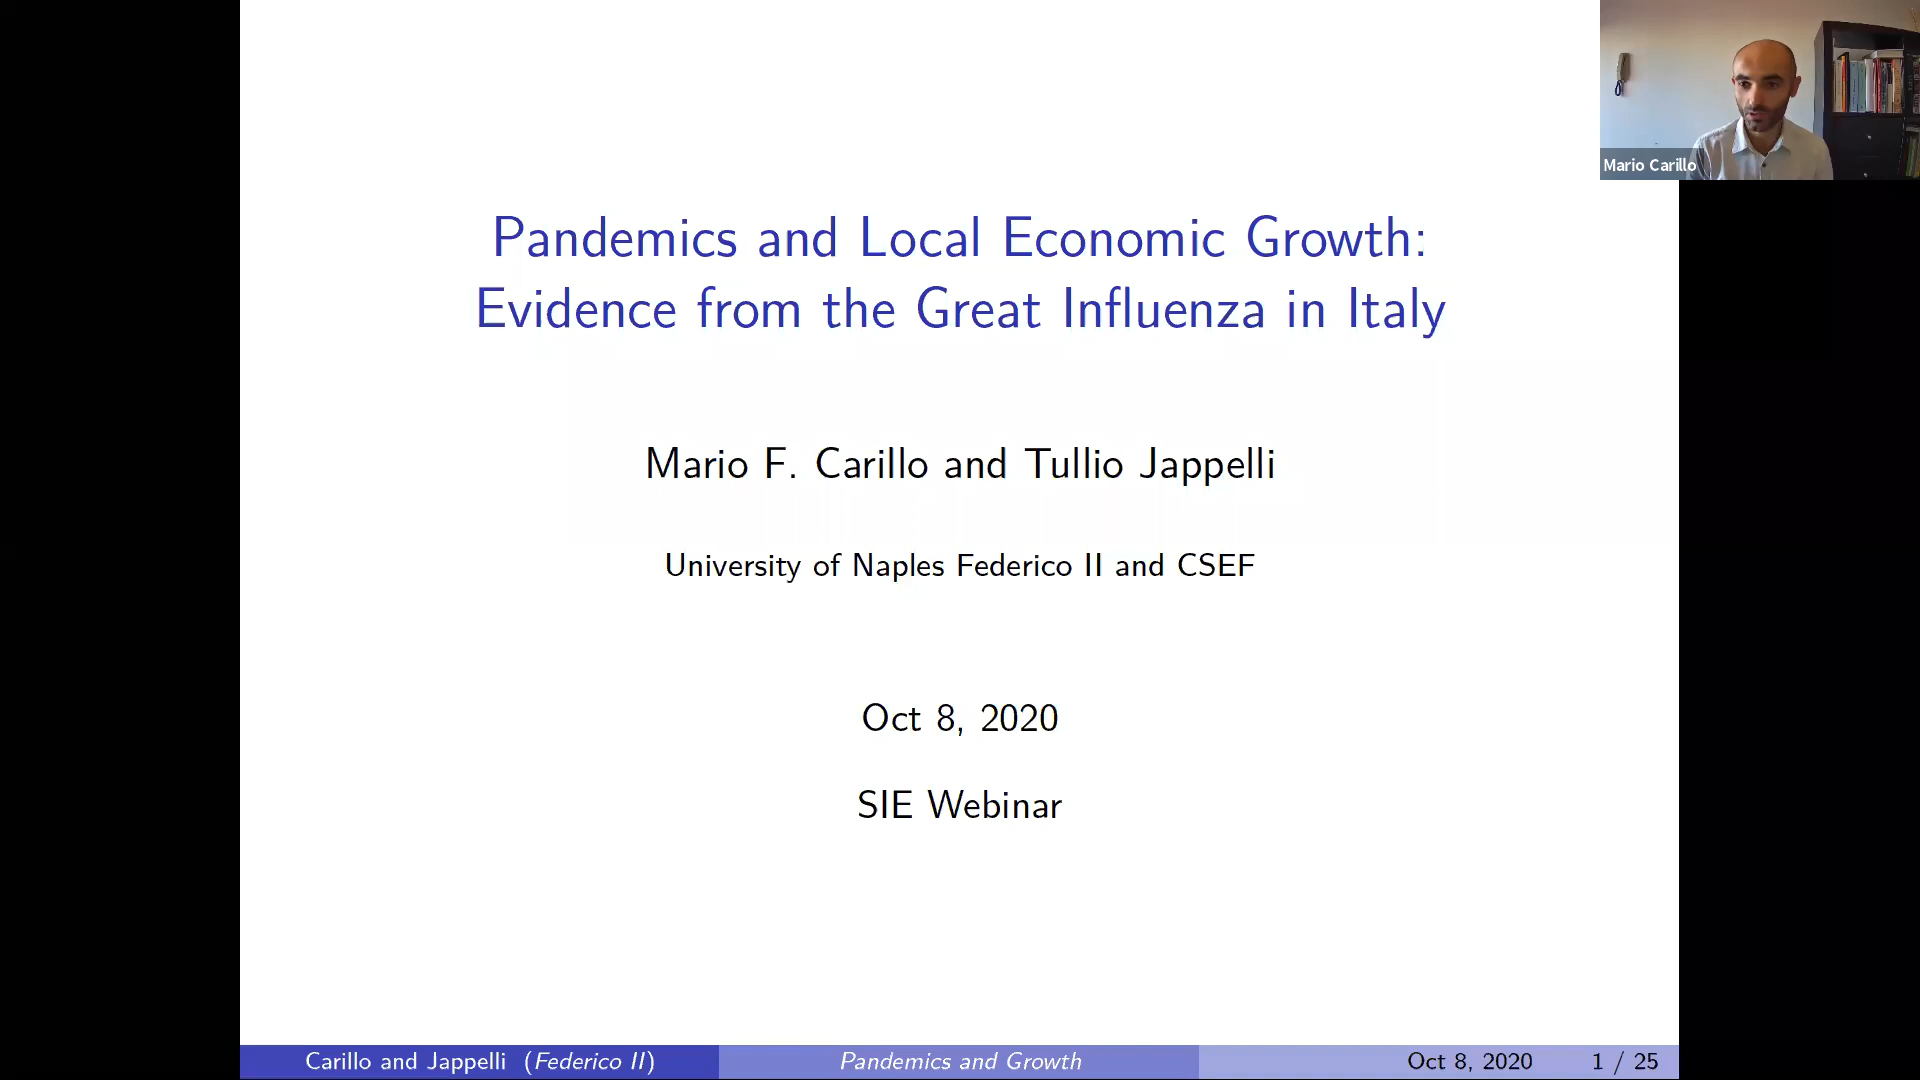 Pandemics and Local Economic Growth:
Evidence from the Great Influenza in Italy
Mario F. Carillo and Tullio Jappelli
University of Naples Federico II and CSEF
Oct 8, 2020
SIE Webinar
Carillo and Jappelli (Federico II)
Pandemics and Growth
Oct 8, 2020
1 / 25
Mario Carillo